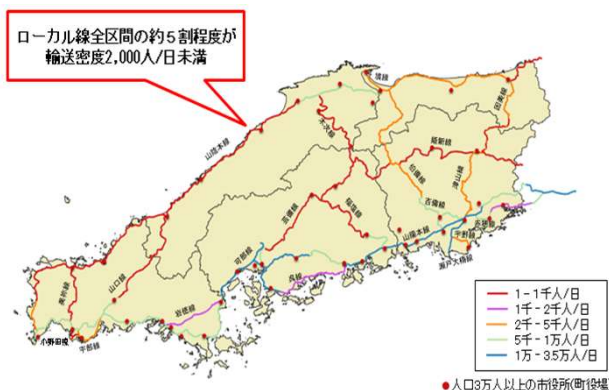 ローカル線全区間の約５割程度が
輸送密度2,000人/日未満
境線
山陰本線
木次線
因美線
姫新線
伯備線
津山線
芸備線
福塩線
吉備線
赤穂線
山陽本線
宇野線
瀬戸大橋線
可部線
呉線
山口線
美祢線
岩徳線
小野田線
宇部線
1－1千人/日
1千－2千人/日
2千－5千人/日
5千－1万人/日
1万－3.5万人/日
●人口3万人以上の市役所(町役場